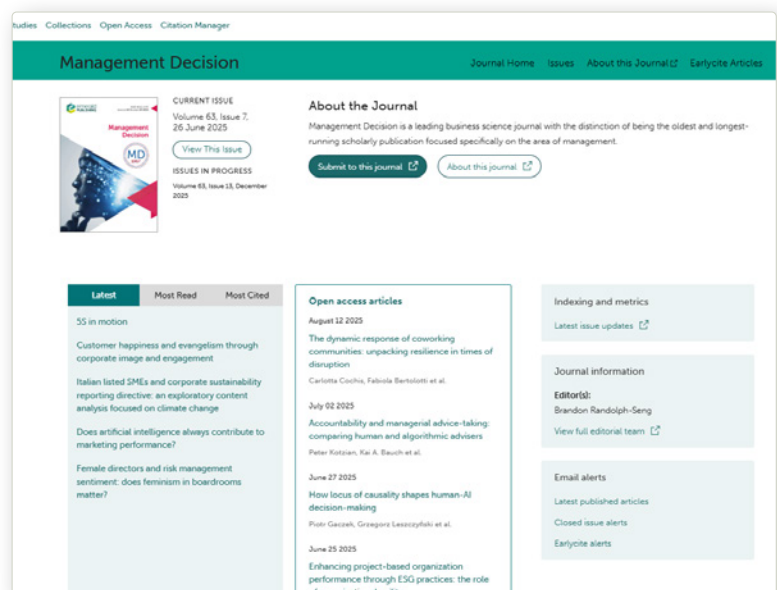 tudies Collections Open Access Citation Manager
Management Decision
Journal Home Issues About this Journal Earlycite Articles
Management
Decision
MD
CURRENT ISSUE
Volume 63, Issue 7,
26 June 2025
View This Issue
ISSUES IN PROGRESS
Volume 63, Issue 13, December
2025
About the Journal
Management Decision is a leading business science journal with the distinction of being the oldest and longest-
running scholarly publication focused specifically on the area of management.
Submit to this journal
About this journal
Latest Most Read Most Cited
5S in motion
Customer happiness and evangelism through
corporate image and engagement
Italian listed SMEs and corporate sustainability
reporting directive: an exploratory content
analysis focused on climate change
Does artificial intelligence always contribute to
marketing performance?
Female directors and risk management
sentiment: does feminism in boardrooms
matter?
Open access articles
August 12 2025
The dynamic response of coworking
communities: unpacking resilience in times of
disruption
Carlotta Cochis, Fabiola Bertolotti et al.
July 02 2025
Accountability and managerial advice-taking:
comparing human and algorithmic advisers
Peter Kotzian, Kai A. Bauch et al.
June 27 2025
How locus of causality shapes human-AI
decision-making
Piotr Gaczek, Grzegorz Leszczyński et al.
June 25 2025
Enhancing project-based organization
performance through ESG practices: the role
Indexing and metrics
Latest issue updates
Journal information
Editor(s):
Brandon Randolph-Seng
View full editorial team
Email alerts
Latest published articles
Closed issue alerts
Earlycite alerts